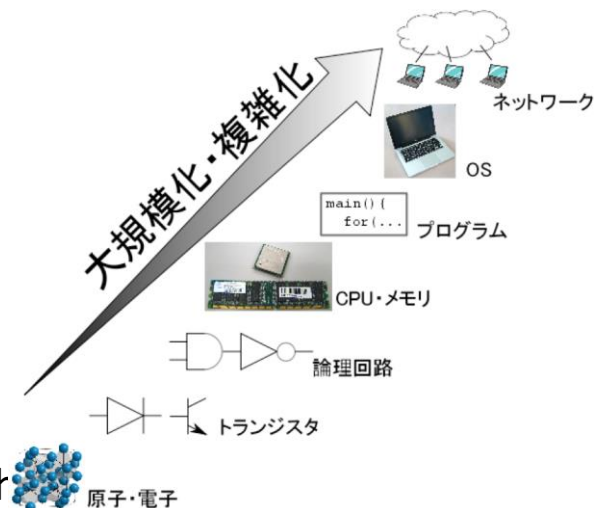 ネットワーク
大規模化・複雑化
OS
main(){
for(...
プログラム
CPU・メモリ
論理回路
トランジスタ
原子・電子